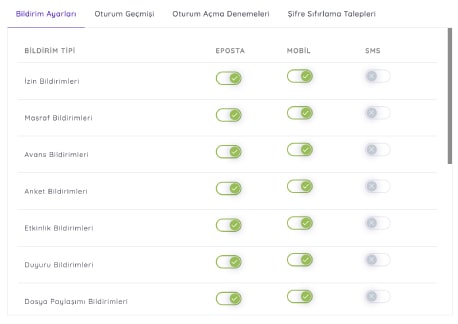 Bildirim Ayarları Oturum Geçmişi Oturum Açma Denemeleri Şifre Sıfırlama Talepleri
BİLDİRİM TİPİ EPOSTA MOBİL SMS
İzin Bildirimleri
Masraf Bildirimleri
Avans Bildirimleri
Anket Bildirimleri
Etkinlik Bildirimleri
Duyuru Bildirimleri
Dosya Paylaşımı Bildirimleri